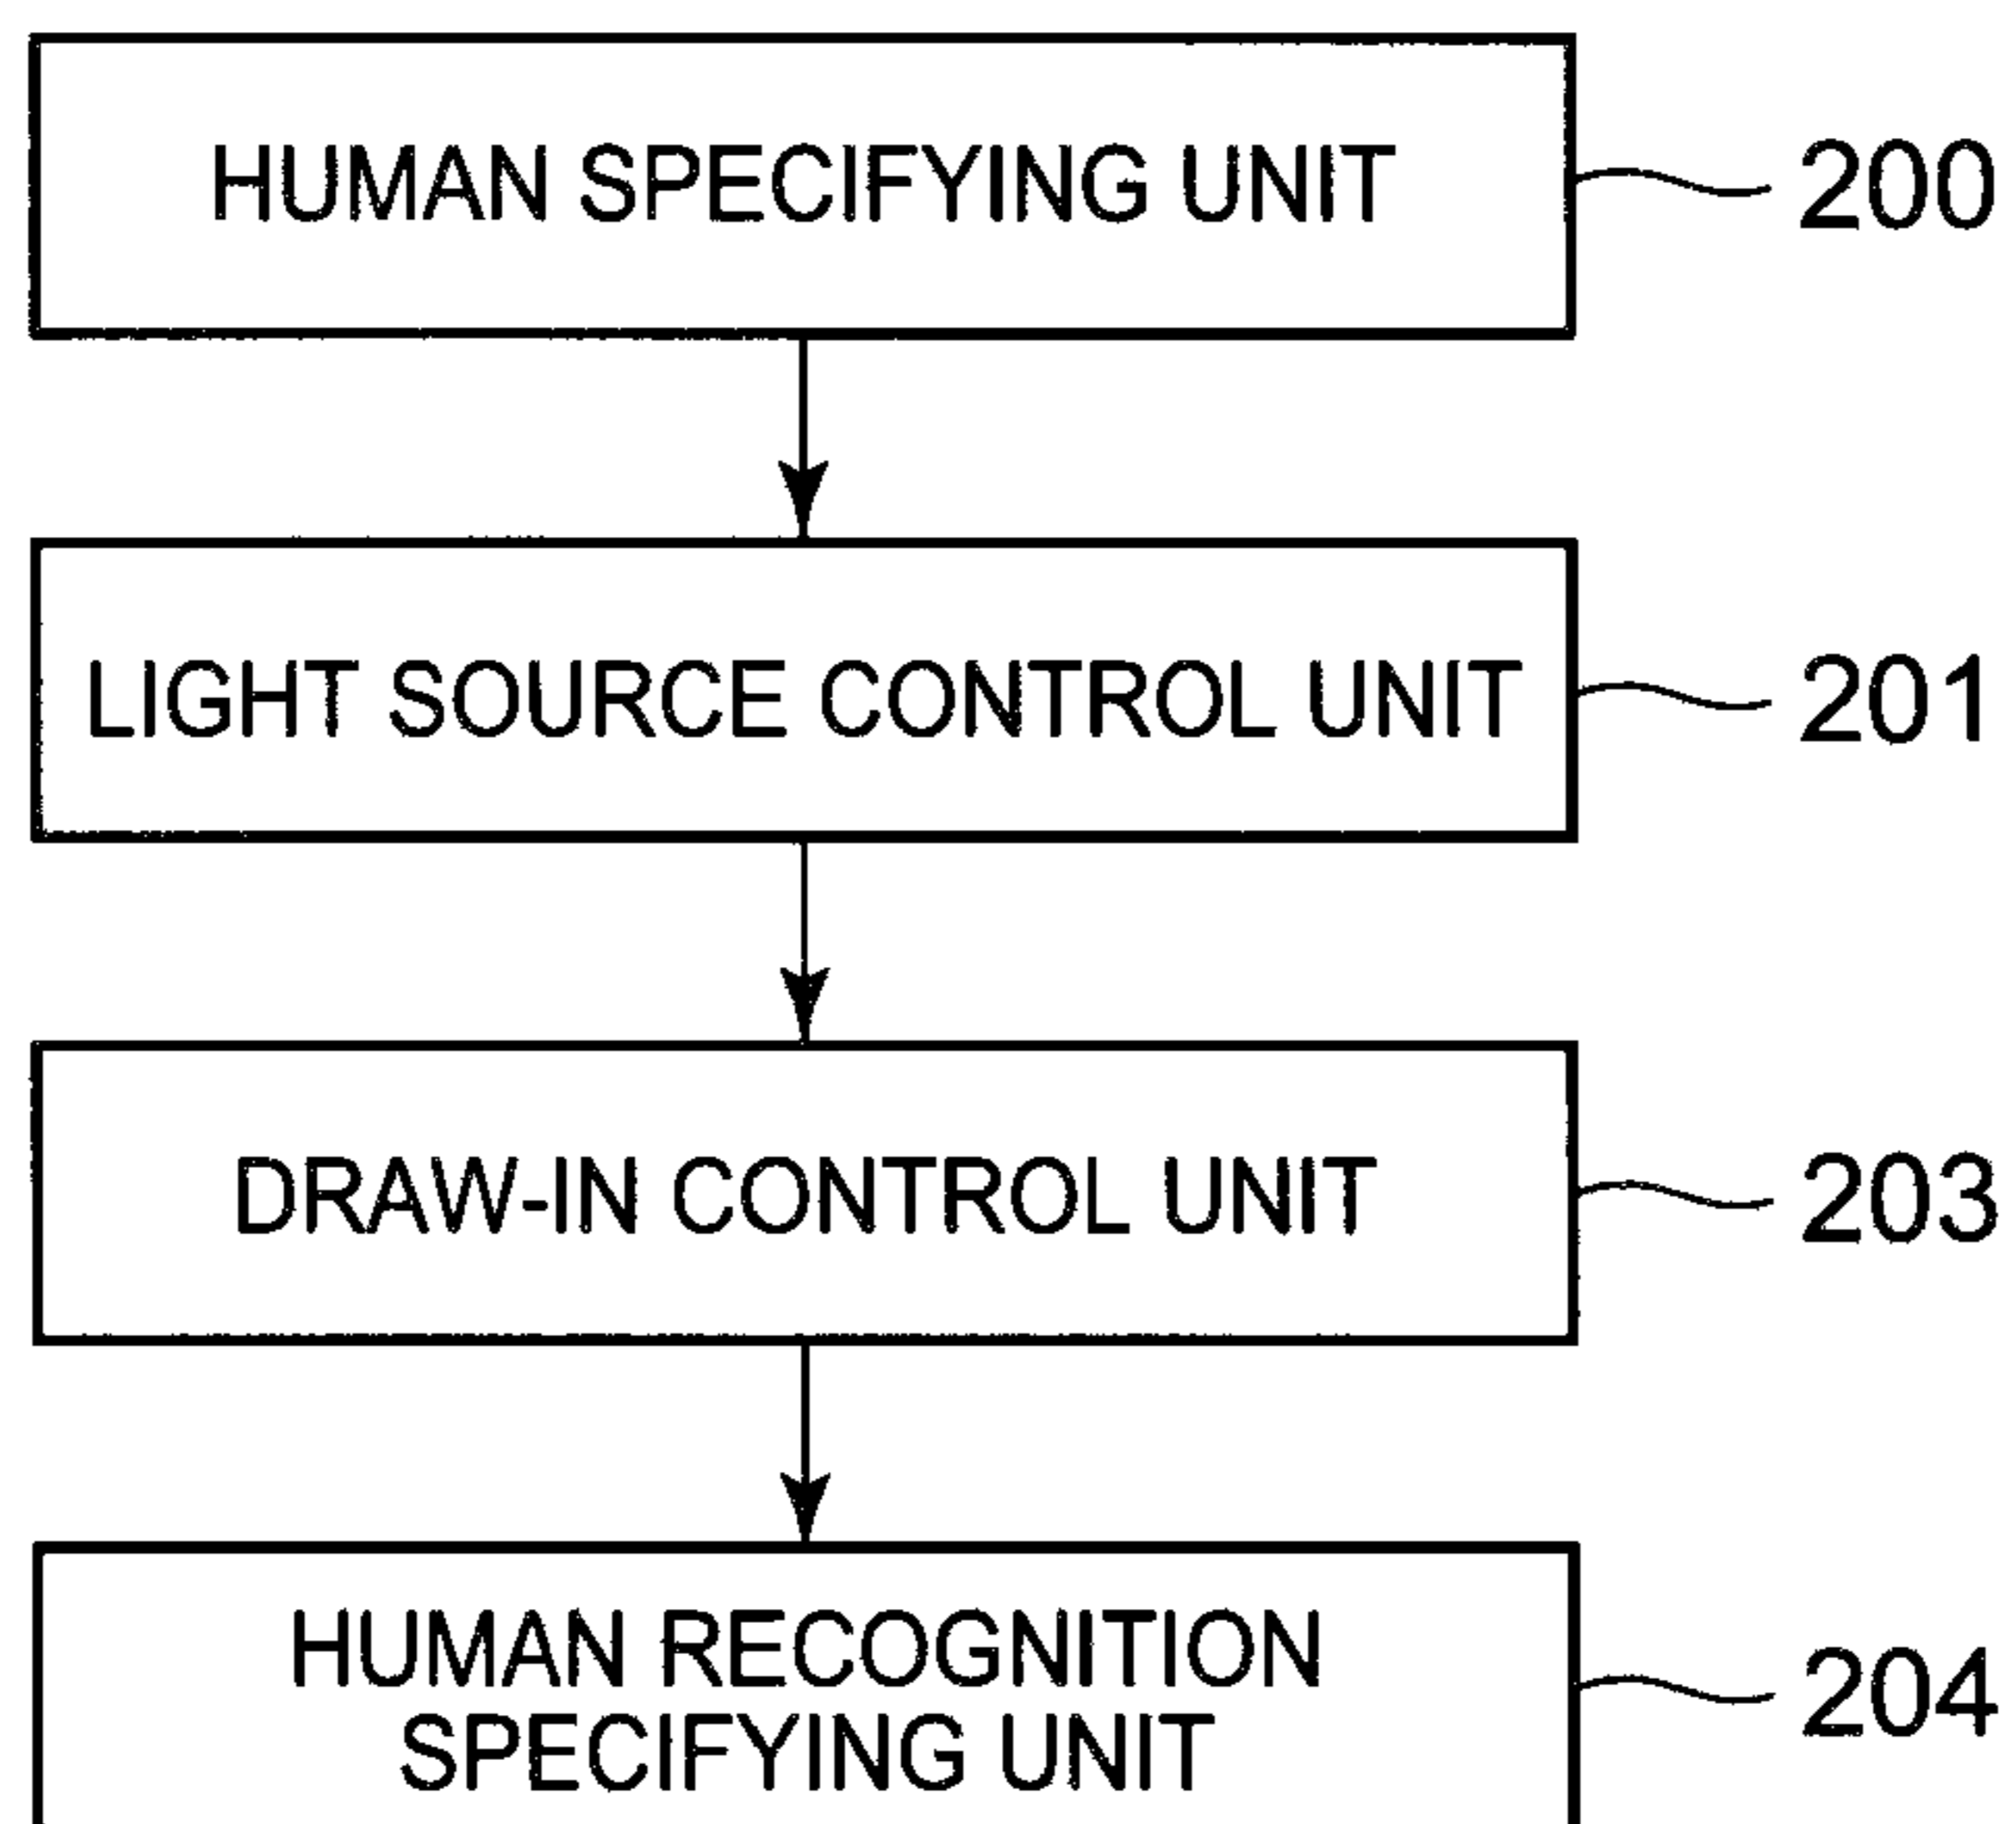 HUMAN SPECIFYING UNIT 200
LIGHT SOURCE CONTROL UNIT 201
DRAW-IN CONTROL UNIT 203
HUMAN RECOGNITION
SPECIFYING UNIT
204